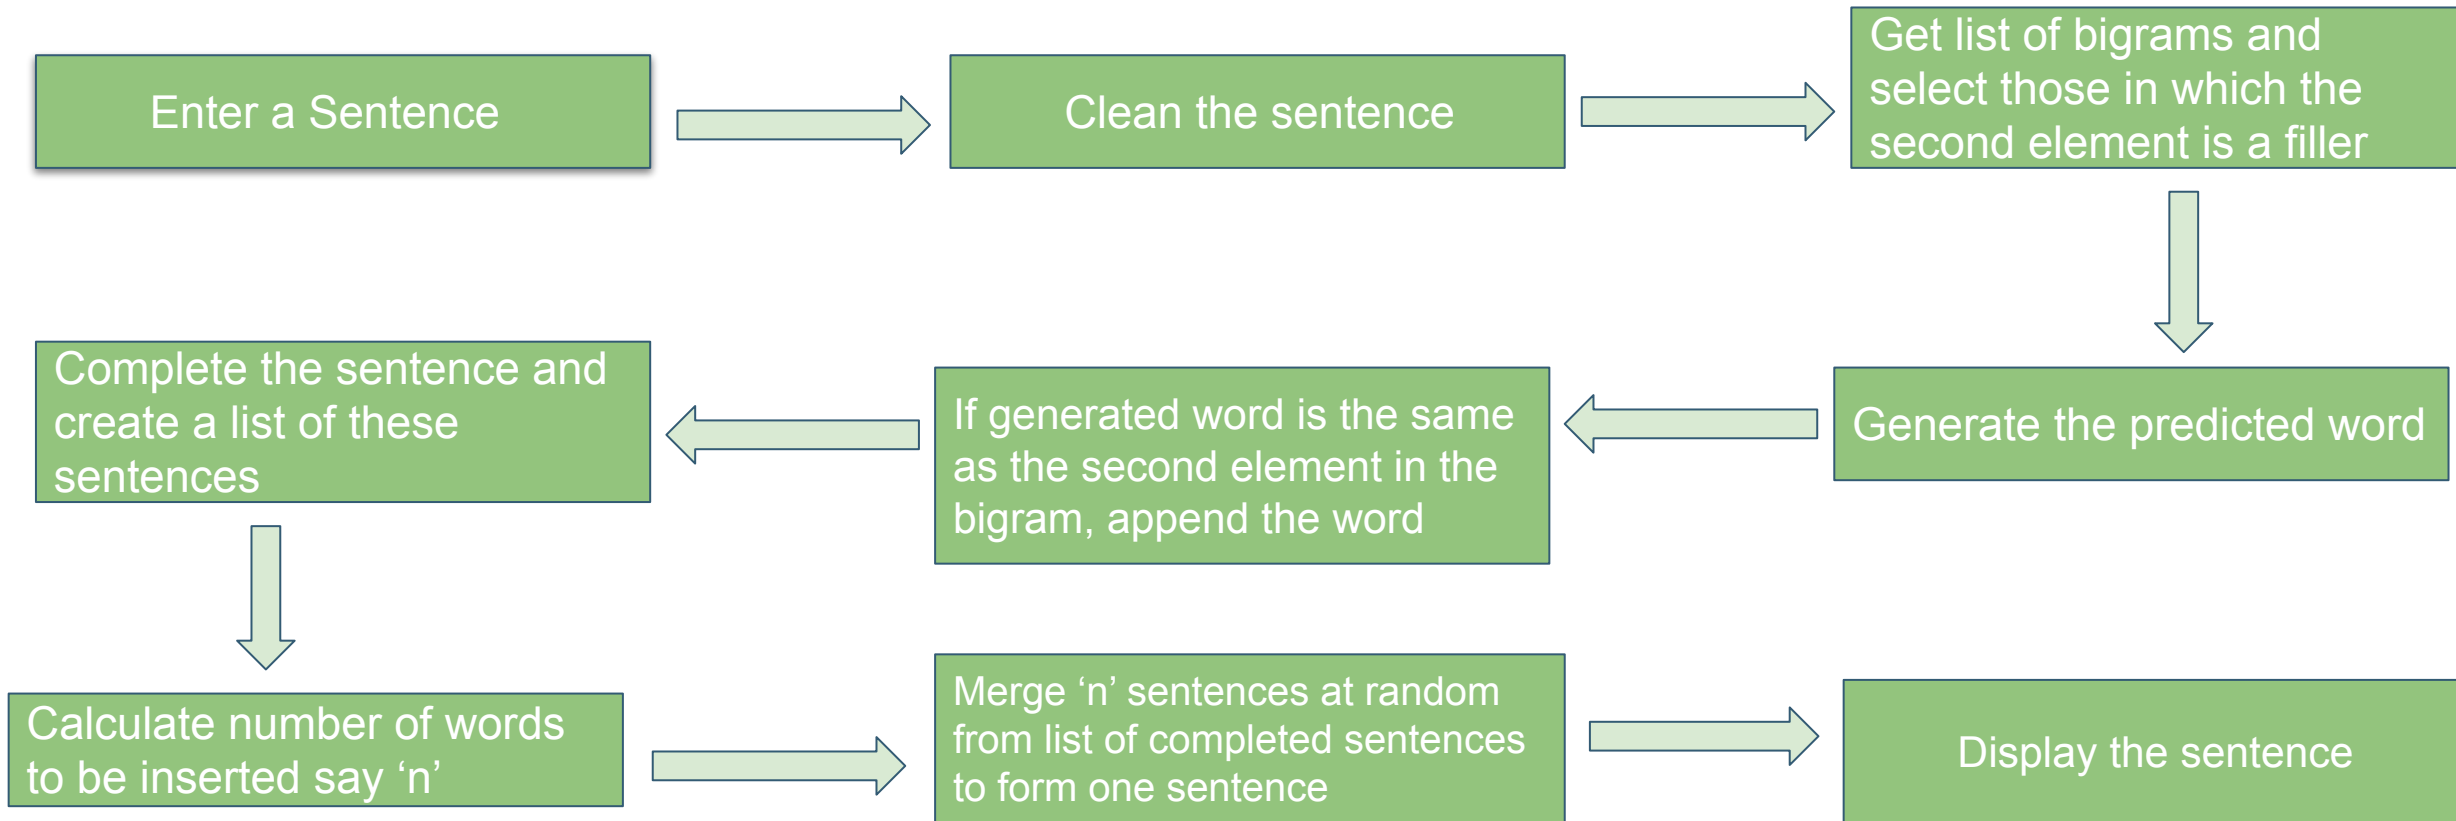 Enter a Sentence
Clean the sentence
Get list of bigrams and
select those in which the
second element is a filler
Generate the predicted word
If generated word is the same
as the second element in the
bigram, append the word
Complete the sentence and
create a list of these
sentences
Calculate number of words
to be inserted say ‘n’
Merge ‘n’ sentences at random
from list of completed sentences
to form one sentence
Display the sentence